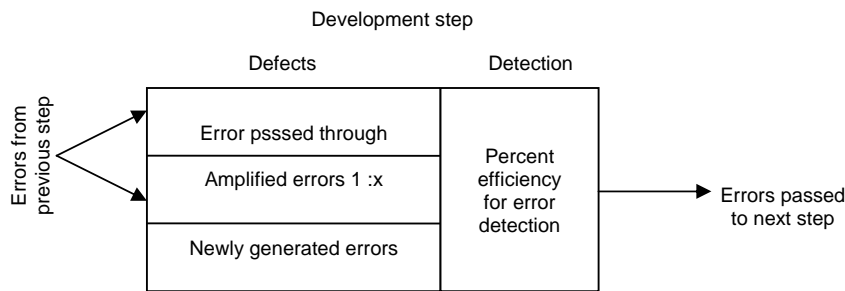 Development step
Defects
Detection
Errors from
previous step
Error psssed through
Amplified errors 1 :x
Newly generated errors
Percent
efficiency
for error
detection
Errors passed
to next step